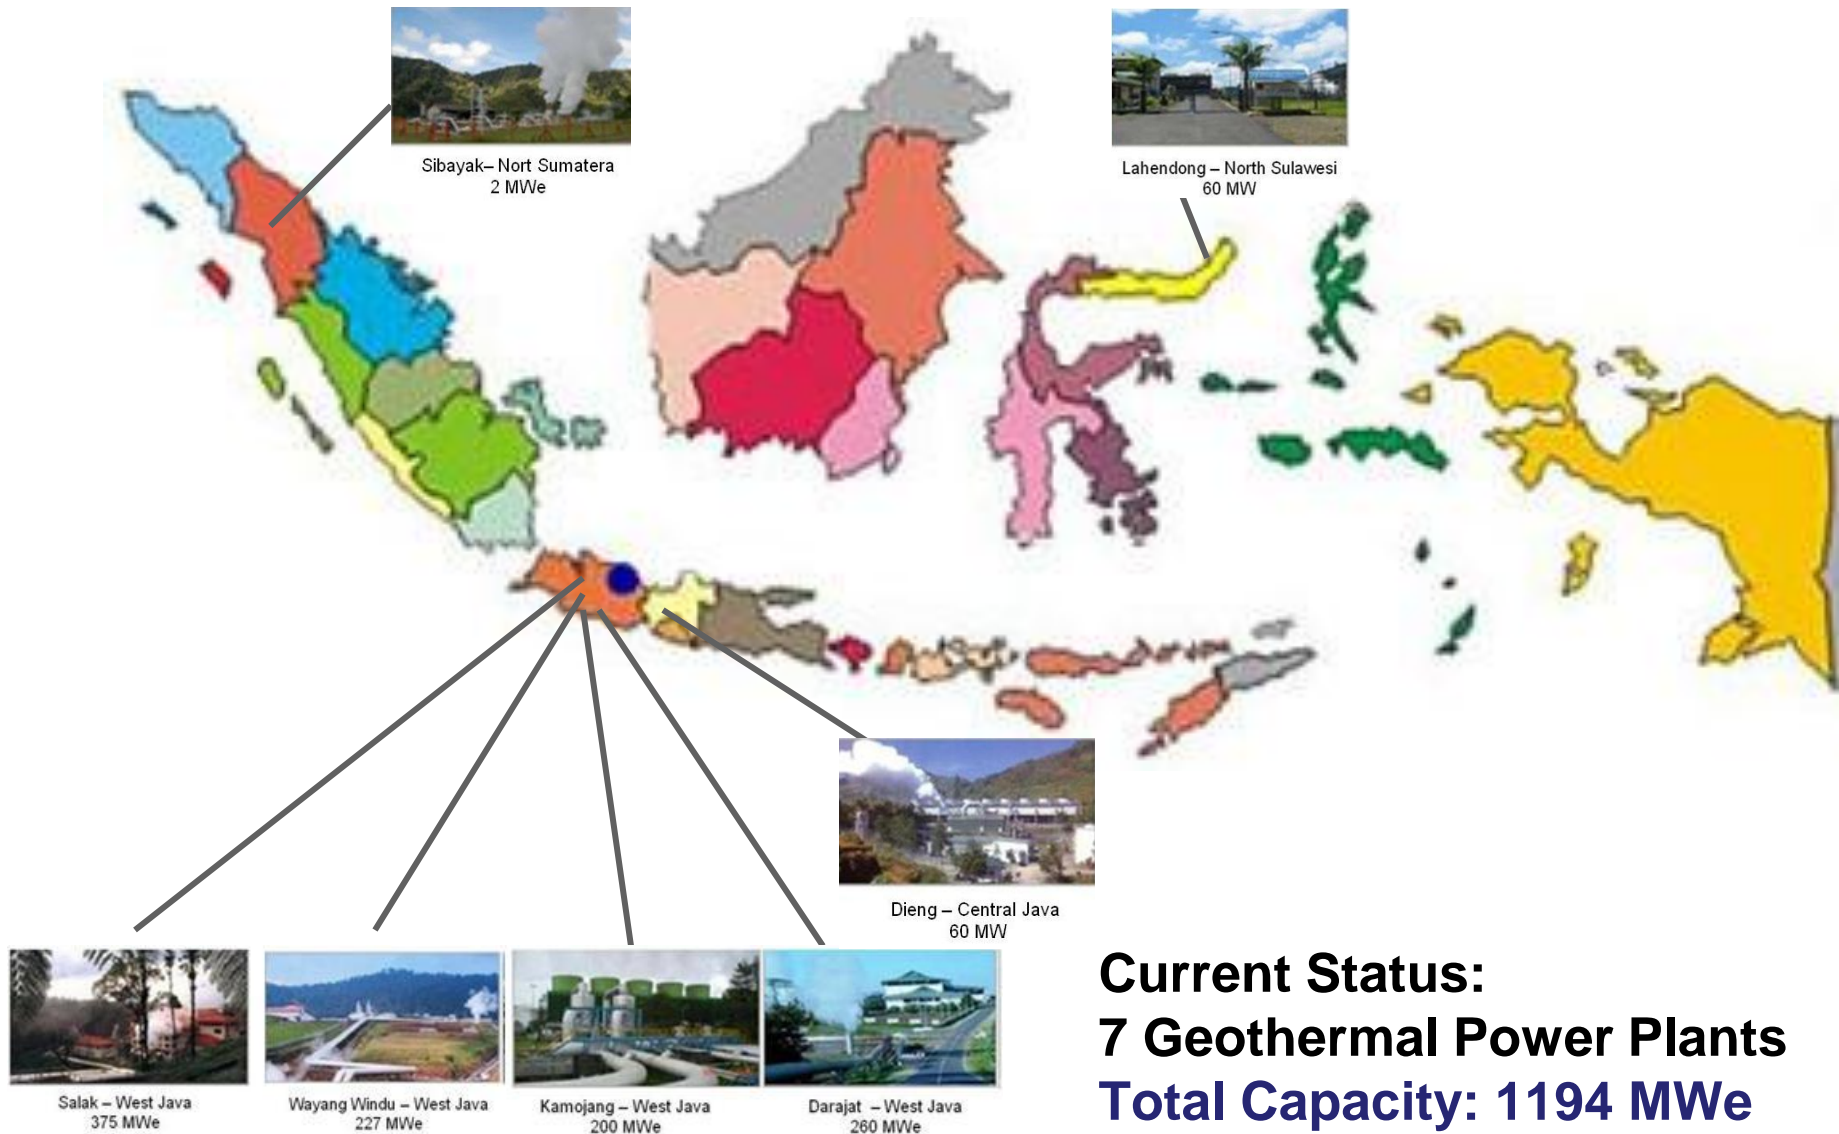 Sibayak– Nort Sumatera
2 MWe
Lahendong – North Sulawesi
60 MW
Dieng – Central Java
60 MW
Salak – West Java
375 MWe
Wayang Windu – West Java
227 MWe
Kamojang – West Java
200 MWe
Darajat – West Java
260 MWe
Current Status:
7 Geothermal Power Plants
Total Capacity: 1194 MWe